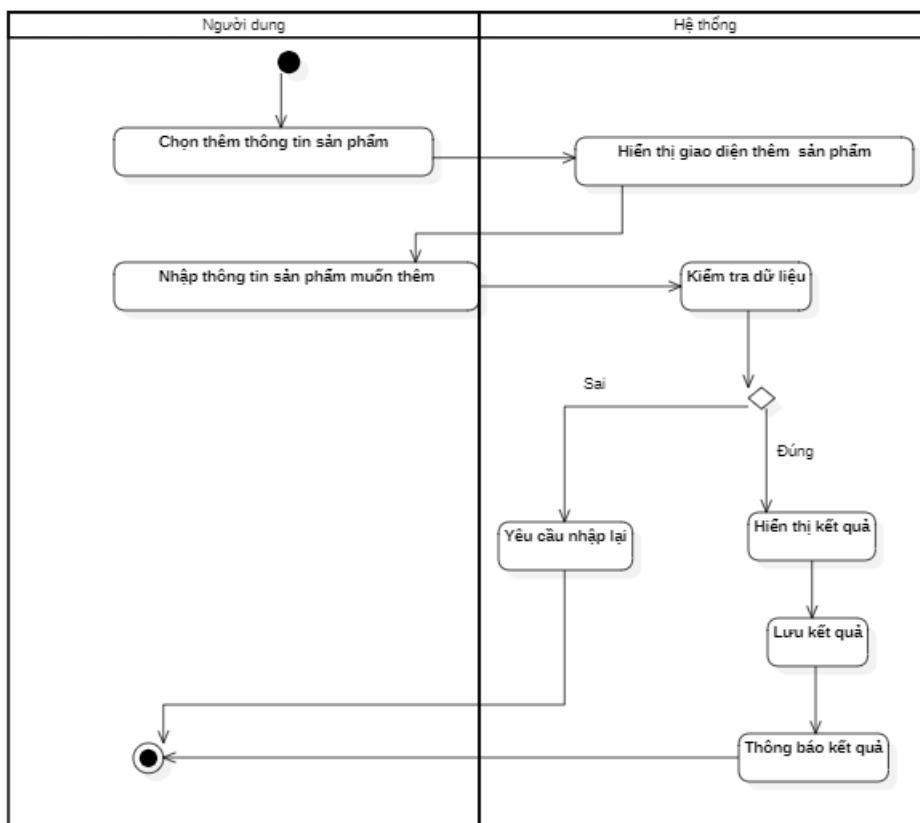 Người dung
Hệ thống
Chọn thêm thông tin sản phẩm
Hiển thị giao diện thêm  sản phẩm
Nhập thông tin sản phẩm muốn thêm
Kiểm tra dữ liệu
Sai
Đúng
Yêu cầu nhập lại
Hiển thị kết quả
Lưu kết quả
Thông báo kết quả